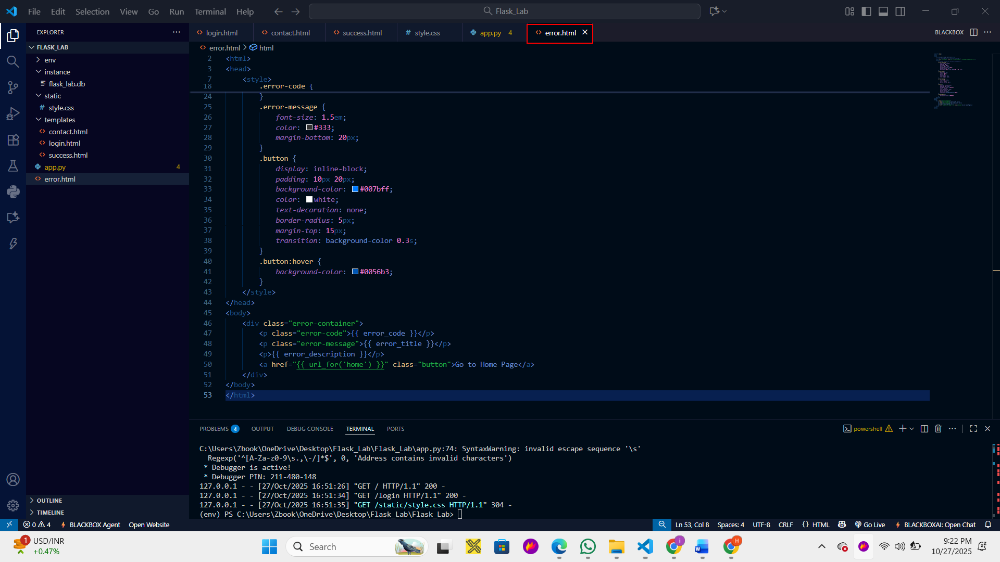 File Edit Selection View Go Run Terminal Help
Flask_Lab
EXPLORER
FLASK_LAB
env
instance
flask_lab.db
static
# style.css
templates
<> contact.html
<> login.html
<> success.html
app.py 4
<> error.html
OUTLINE
TIMELINE
<> login.html <> contact.html <> success.html # style.css app.py 4 <> error.html ×
BLACKBOX
<> error.html > html
2 <html>
3 <head>
7 <style>
18 .error-code {
24 }
25 .error-message {
26 font-size: 1.5em;
27 color: #333;
28 margin-bottom: 20px;
29 }
30 .button {
31 display: inline-block;
32 padding: 10px 20px;
33 background-color: #007bff;
34 color: white;
35 text-decoration: none;
36 border-radius: 5px;
37 margin-top: 15px;
38 transition: background-color 0.3s;
39 }
40 .button:hover {
41 background-color: #0056b3;
42 }
43 </style>
44 </head>
45 <body>
46 <div class="error-container">
47 <p class="error-code">{{ error_code }}</p>
48 <p class="error-message">{{ error_title }}</p>
49 <p>{{ error_description }}</p>
50 <a href="{{ url_for('home') }}" class="button">Go to Home Page</a>
51 </div>
52 </body>
53 </html>
PROBLEMS 4 OUTPUT DEBUG CONSOLE TERMINAL PORTS
powershell
C:\Users\Zbook\OneDrive\Desktop\Flask_Lab\Flask_Lab\app.py:74: SyntaxWarning: invalid escape sequence '\s'
Regexp('^[A-Za-z0-9\s.,\-/]*$', 0, 'Address contains invalid characters')
* Debugger is active!
* Debugger PIN: 211-480-148
127.0.0.1 - - [27/Oct/2025 16:51:26] "GET / HTTP/1.1" 200 -
127.0.0.1 - - [27/Oct/2025 16:51:34] "GET /login HTTP/1.1" 200 -
127.0.0.1 - - [27/Oct/2025 16:51:35] "GET /static/style.css HTTP/1.1" 304 -
(env) PS C:\Users\Zbook\OneDrive\Desktop\Flask_Lab\Flask_Lab>
0 4 BLACKBOX Agent Open Website
Ln 53, Col 8 Spaces: 4 UTF-8 CRLF {} HTML Go Live BLACKBOXAI: Open Chat
1 USD/INR
+0.47%
Search
9:22 PM
10/27/2025